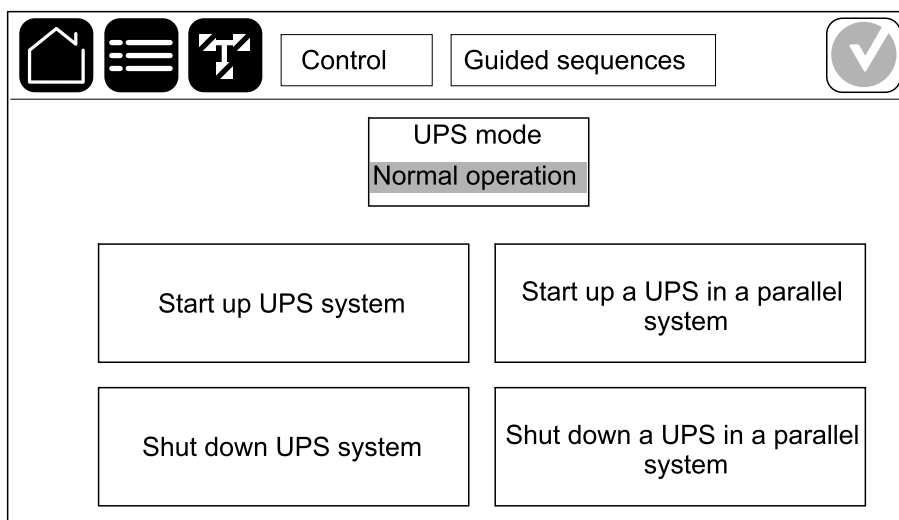 Control
Guided sequences
UPS mode
Normal operation
Start up UPS system
Start up a UPS in a parallel
system
Shut down UPS system
Shut down a UPS in a parallel
system